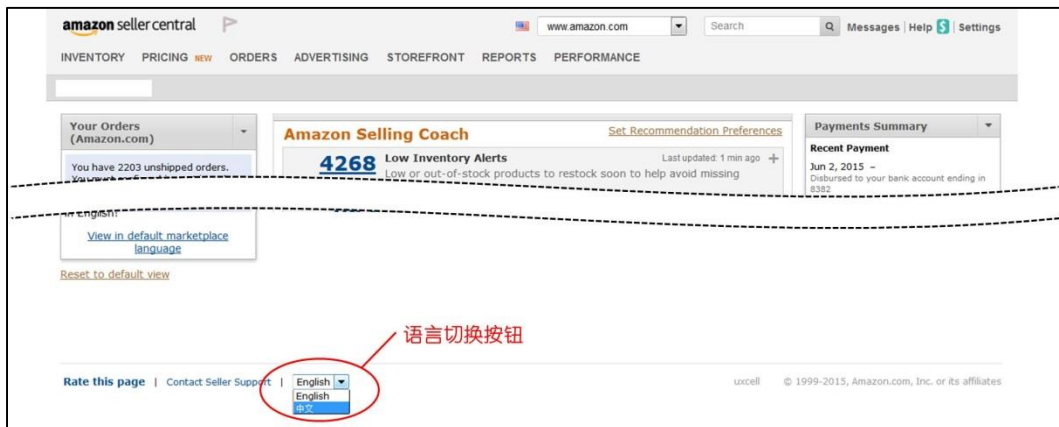 amazon seller central
www.amazon.com
Search
Messages | Help | Settings
INVENTORY PRICING NEW ORDERS ADVERTISING STOREFRONT REPORTS PERFORMANCE
Your Orders
(Amazon.com)
You have 2203 unshipped orders.
Amazon Selling Coach
Set Recommendation Preferences
4268
Low Inventory Alerts
Last updated: 1 min ago
Low or out-of-stock products to restock soon to help avoid missing
Payments Summary
Recent Payment
Jun 2, 2015 –
Disbursed to your bank account ending in
8382
in English!
View in default marketplace
language
Reset to default view
语言切换按钮
Rate this page | Contact Seller Support | English
English
中文
uxcell © 1999-2015, Amazon.com, Inc. or its affiliates